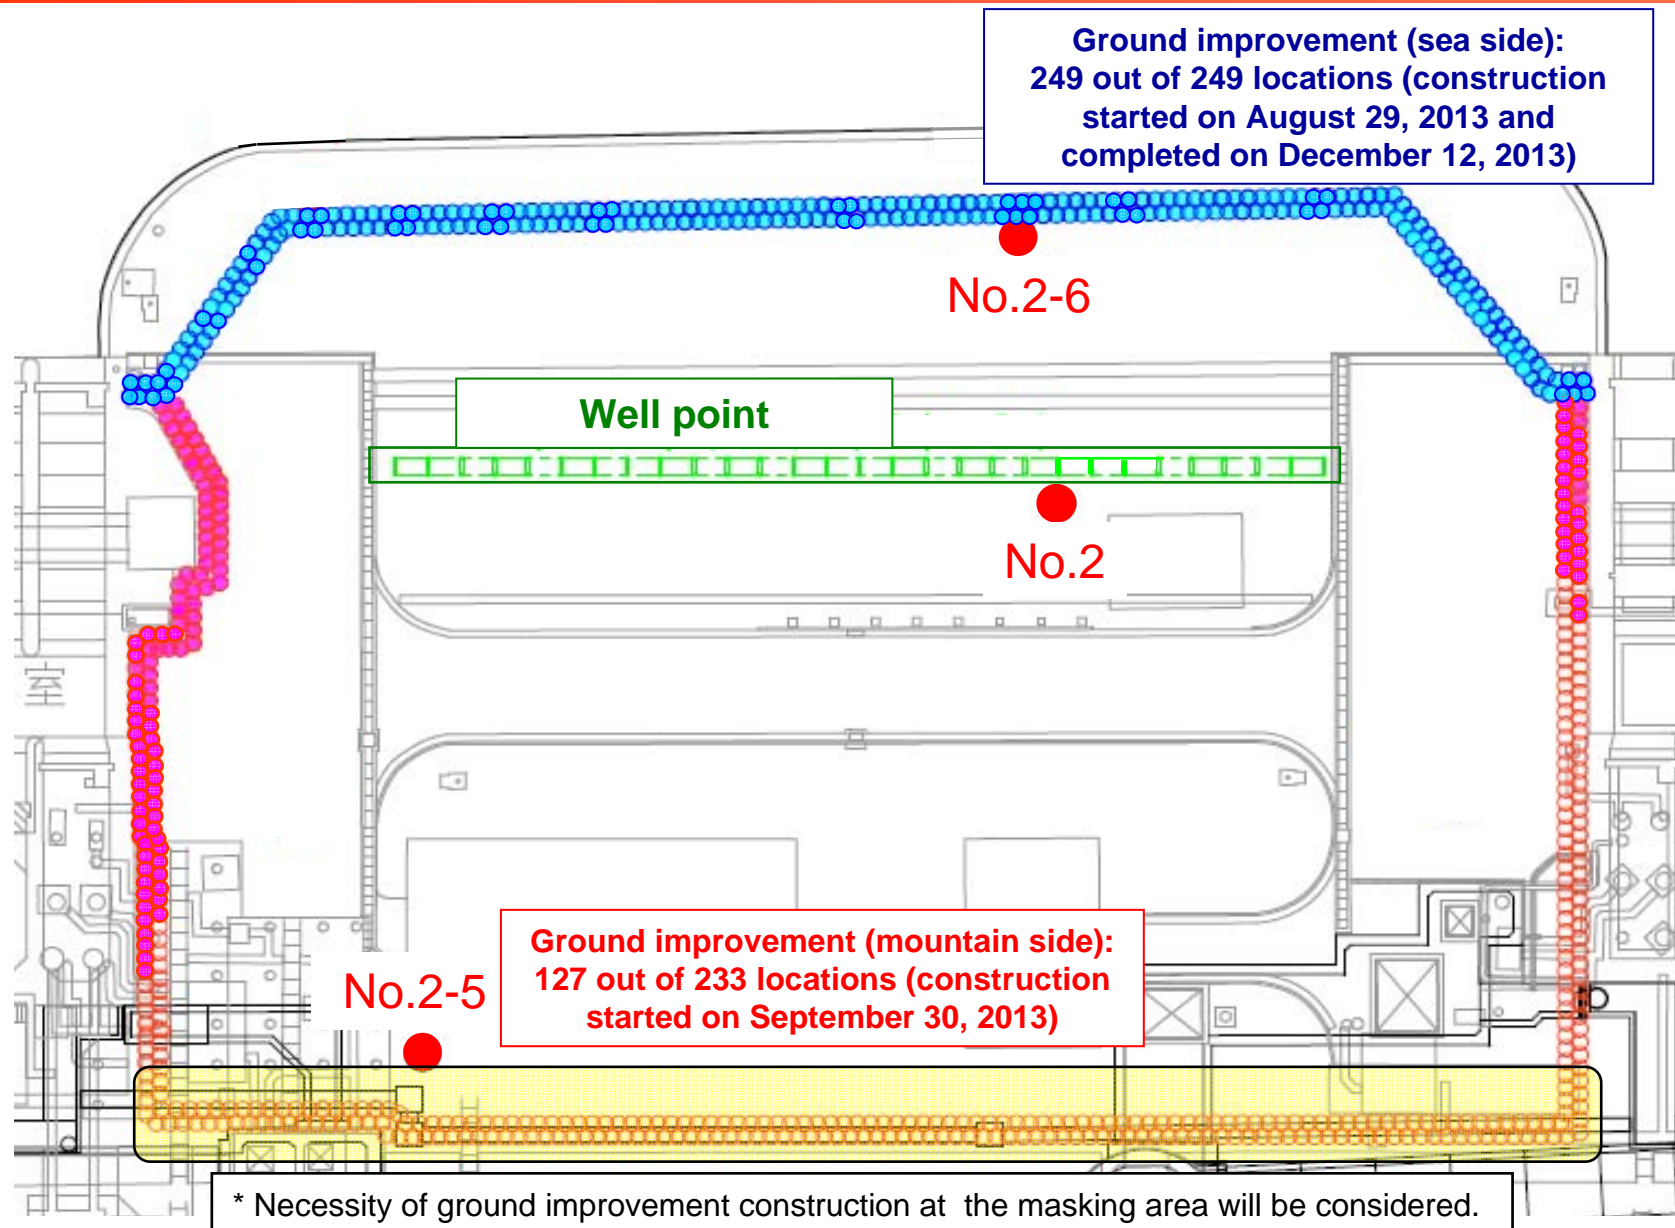 Ground improvement (sea side):
249 out of 249 locations (construction
started on August 29, 2013 and
completed on December 12, 2013)
No.2-6
Well point
No.2
室
Ground improvement (mountain side):
127 out of 233 locations (construction
started on September 30, 2013)
No.2-5
* Necessity of ground improvement construction at  the masking area will be considered.